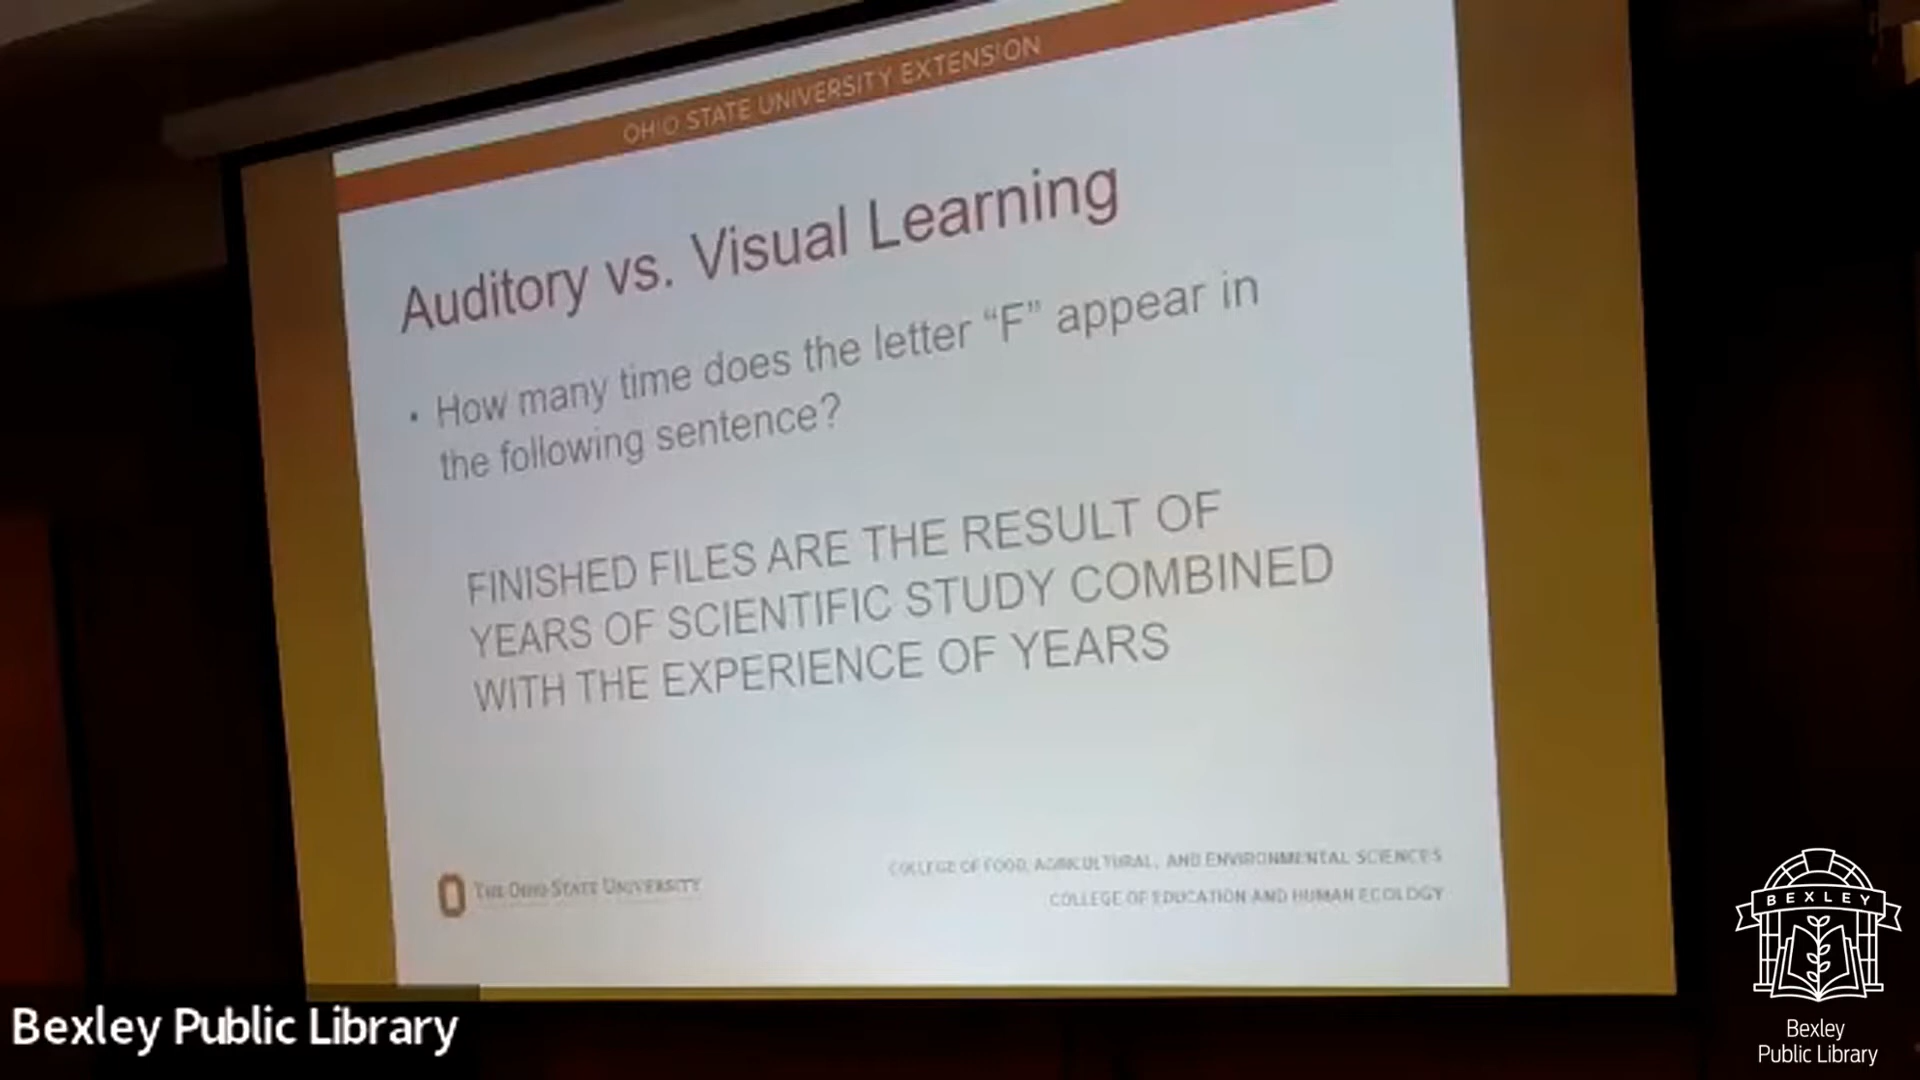 OHIO STATE UNIVERSITY EXTENSION
Auditory vs. Visual Learning
• How many time does the letter “F” appear in
the following sentence?
FINISHED FILES ARE THE RESULT OF
YEARS OF SCIENTIFIC STUDY COMBINED
WITH THE EXPERIENCE OF YEARS
THE OHIO STATE UNIVERSITY
COLLEGE OF FOOD, AGRICULTURAL, AND ENVIRONMENTAL SCIENCES
COLLEGE OF EDUCATION AND HUMAN ECOLOGY
Bexley Public Library
BEXLEY
Bexley
Public Library